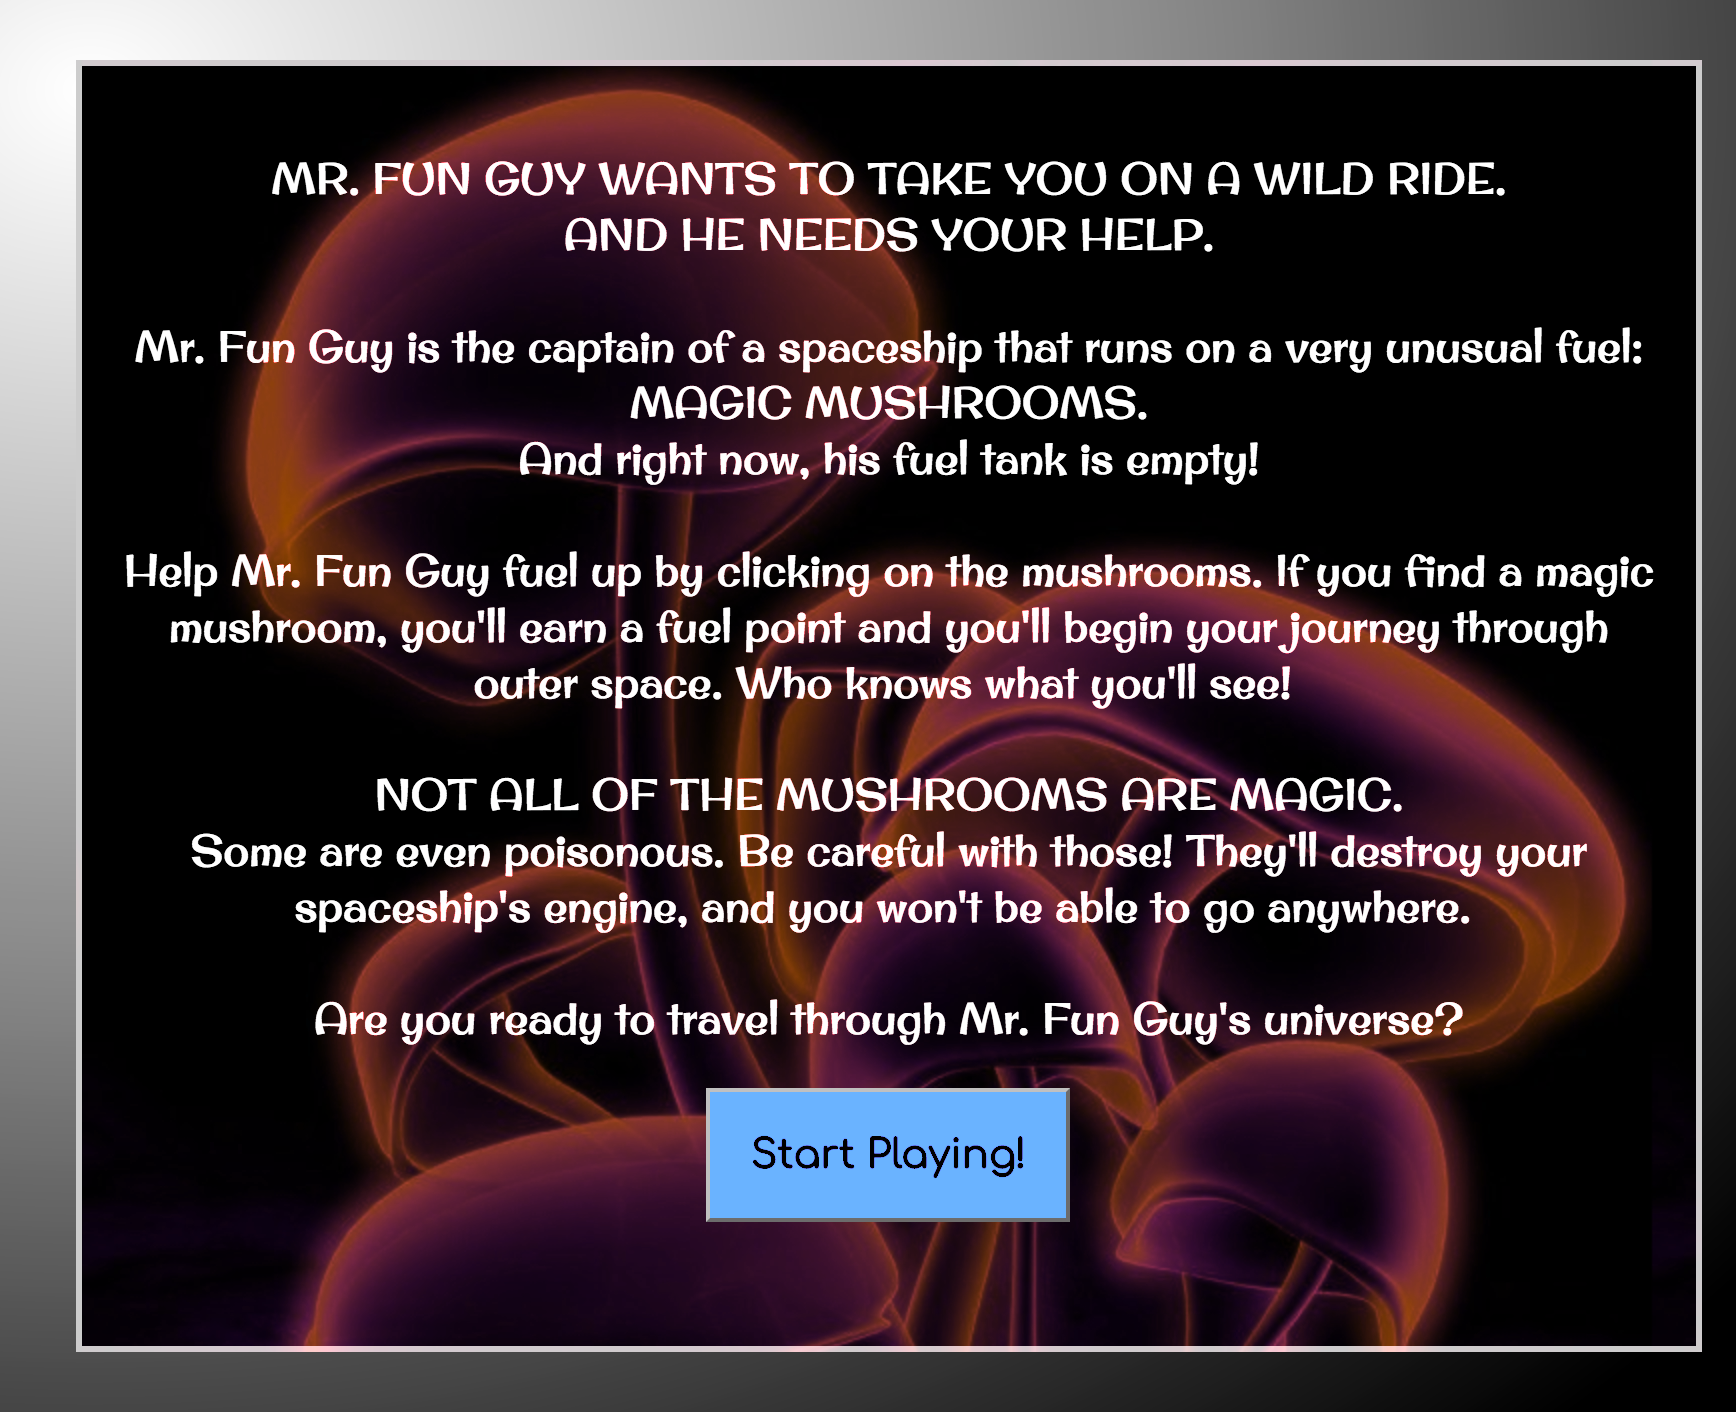 MR. FUN GUY WANTS TO TAKE YOU ON A WILD RIDE.
AND HE NEEDS YOUR HELP.
Mr. Fun Guy is the captain of a spaceship that runs on a very unusual fuel:
MAGIC MUSHROOMS.
And right now, his fuel tank is empty!
Help Mr. Fun Guy fuel up by clicking on the mushrooms. If you find a magic
mushroom, you'll earn a fuel point and you'll begin your journey through
outer space. Who knows what you'll see!
NOT ALL OF THE MUSHROOMS ARE MAGIC.
Some are even poisonous. Be careful with those! They'll destroy your
spaceship's engine, and you won't be able to go anywhere.
Are you ready to travel through Mr. Fun Guy's universe?
Start Playing!